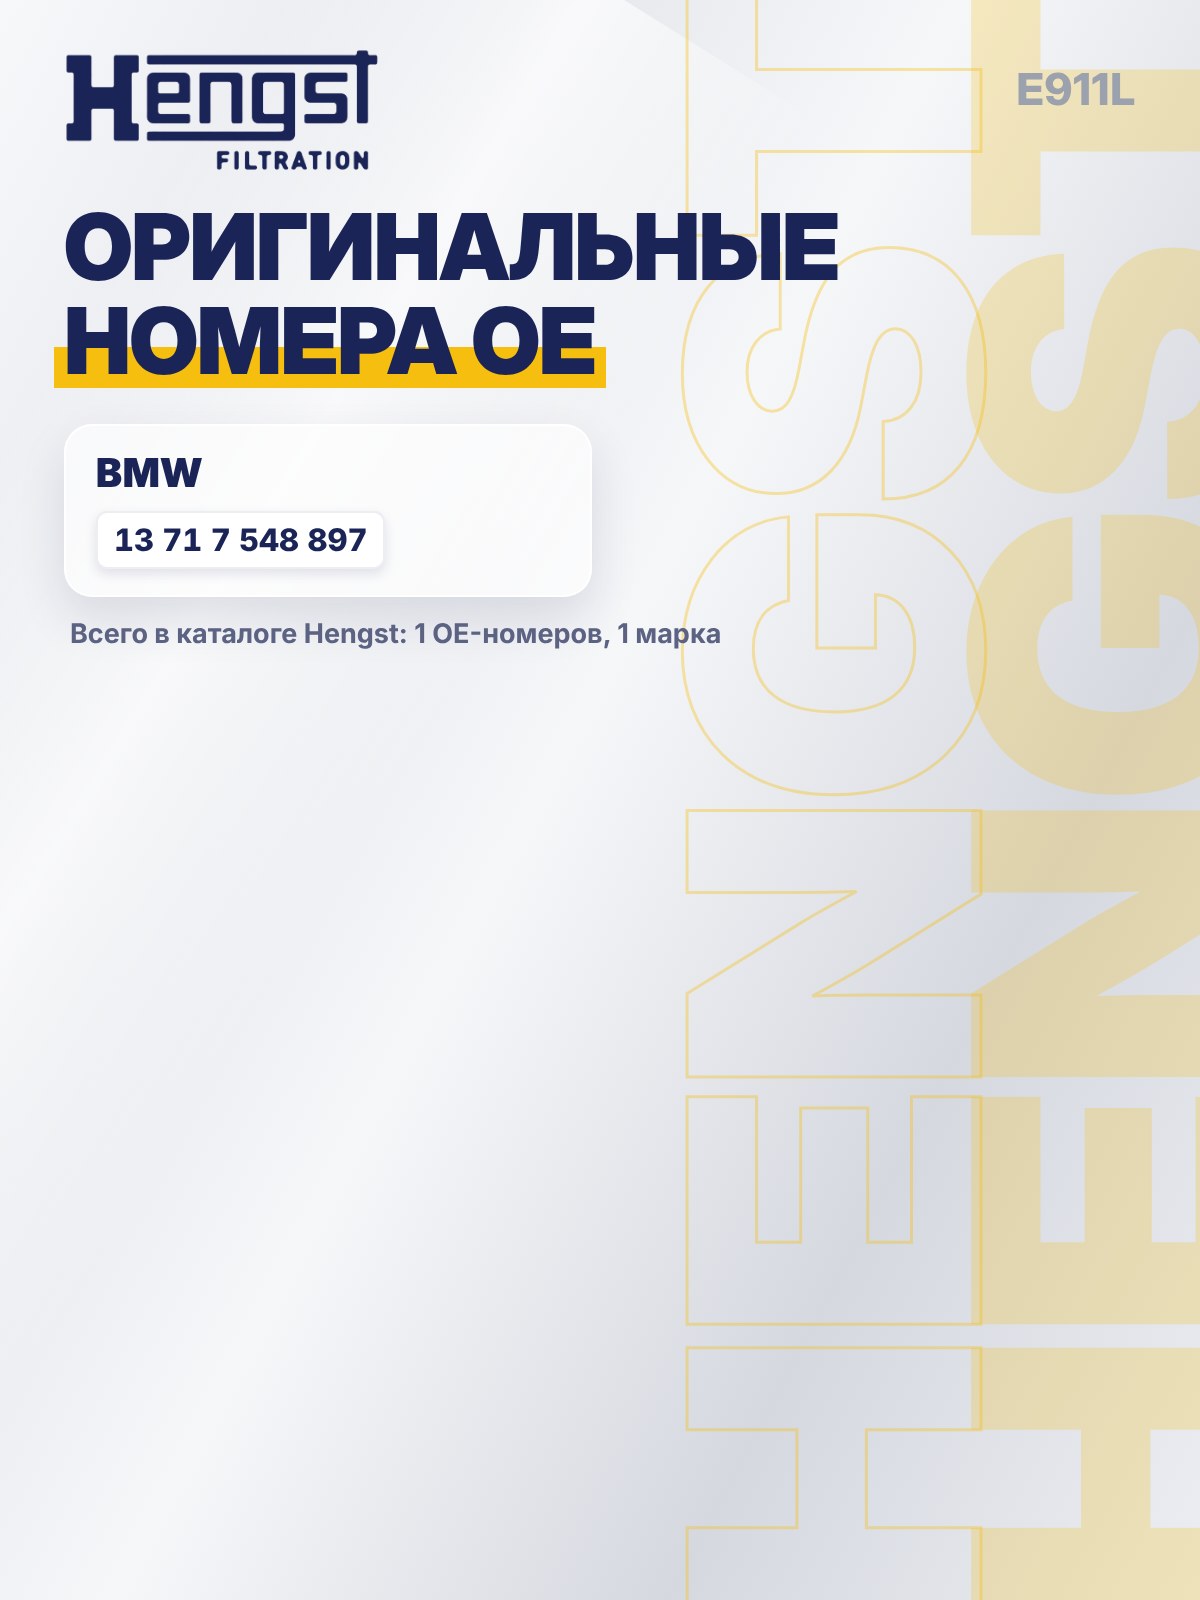 Hengst
FILTRATION
E911L
ОРИГИНАЛЬНЫЕ
НОМЕРА OE
BMW
13 71 7 548 897
Всего в каталоге Hengst: 1 OE-номеров, 1 марка
HENGST
HENGST